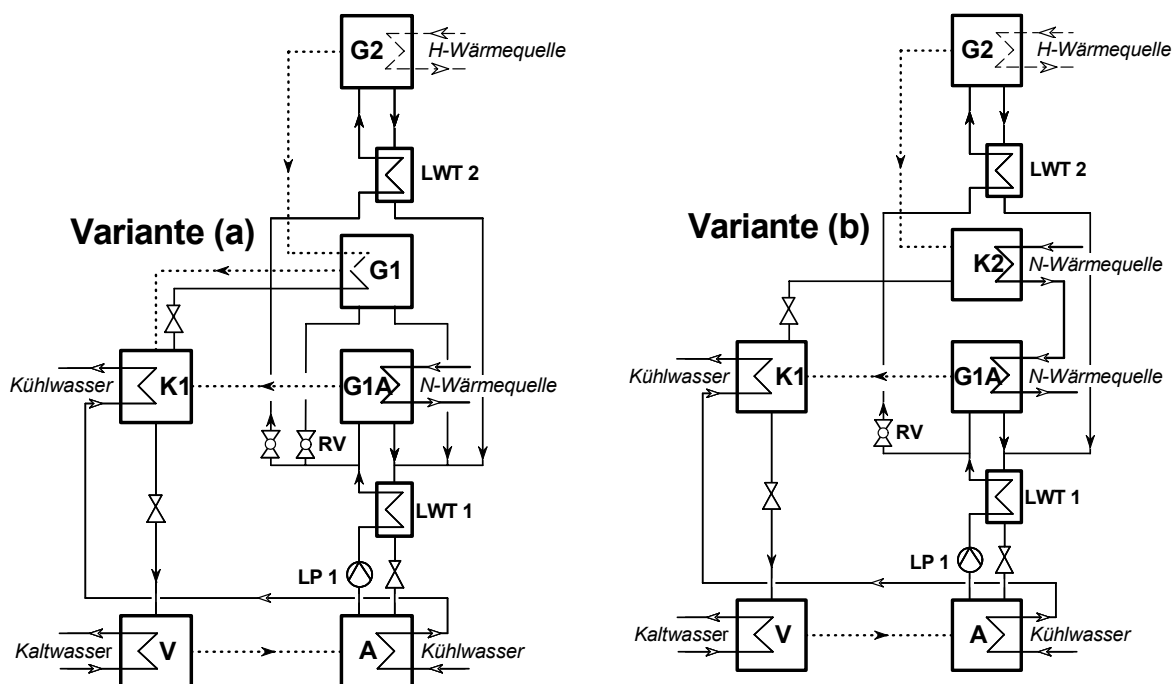 Variante (a)
G2
H-Wärmequelle
LWT 2
G1
Kühlwasser
K1
G1A
N-Wärmequelle
RV
LWT 1
LP 1
Kaltwasser
V
A
Kühlwasser
Variante (b)
G2
H-Wärmequelle
LWT 2
K2
N-Wärmequelle
Kühlwasser
K1
G1A
N-Wärmequelle
RV
LWT 1
LP 1
Kaltwasser
V
A
Kühlwasser